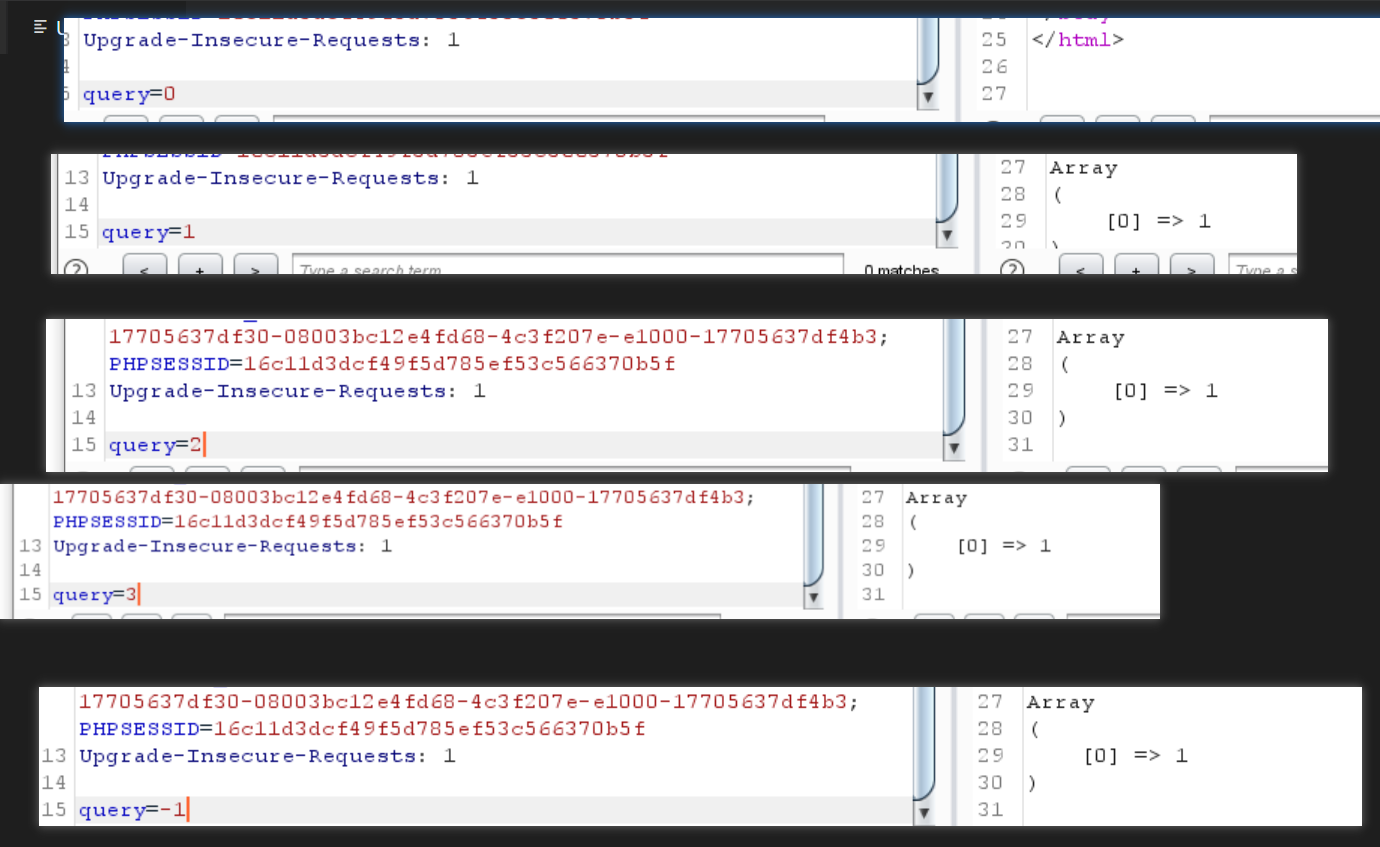 Upgrade-Insecure-Requests: 1
query=0
25 </html>
26
27
13 Upgrade-Insecure-Requests: 1
14
15 query=1
? < + > Type a search term 0 matches
27 Array
28 (
29 [0] => 1
30 )
? < + > Type a s
17705637df30-08003bc12e4fd68-4c3f207e-e1000-17705637df4b3;
PHPSESSID=16c11d3dcf49f5d785ef53c566370b5f
13 Upgrade-Insecure-Requests: 1
14
15 query=2
27 Array
28 (
29 [0] => 1
30 )
31
17705637df30-08003bc12e4fd68-4c3f207e-e1000-17705637df4b3;
PHPSESSID=16c11d3dcf49f5d785ef53c566370b5f
13 Upgrade-Insecure-Requests: 1
14
15 query=3
27 Array
28 (
29 [0] => 1
30 )
31
17705637df30-08003bc12e4fd68-4c3f207e-e1000-17705637df4b3;
PHPSESSID=16c11d3dcf49f5d785ef53c566370b5f
13 Upgrade-Insecure-Requests: 1
14
15 query=-1
27 Array
28 (
29 [0] => 1
30 )
31